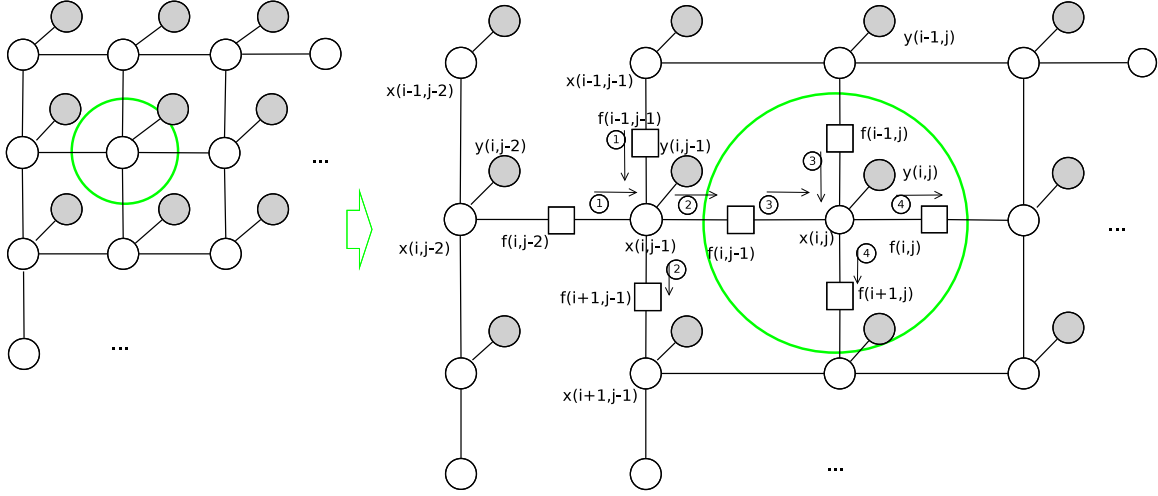 y(i-1,j)
x(i-1,j-2)
x(i-1,j-1)
f(i-1,j-1)
f(i-1,j)
1
y(i,j-2)
y(i,j-1)
3
y(i,j)
...
1
2
3
4
x(i,j-2)
f(i,j-2)
x(i,j-1)
f(i,j-1)
x(i,j)
f(i,j)
...
2
4
f(i+1,j-1)
f(i+1,j)
...
x(i+1,j-1)
...